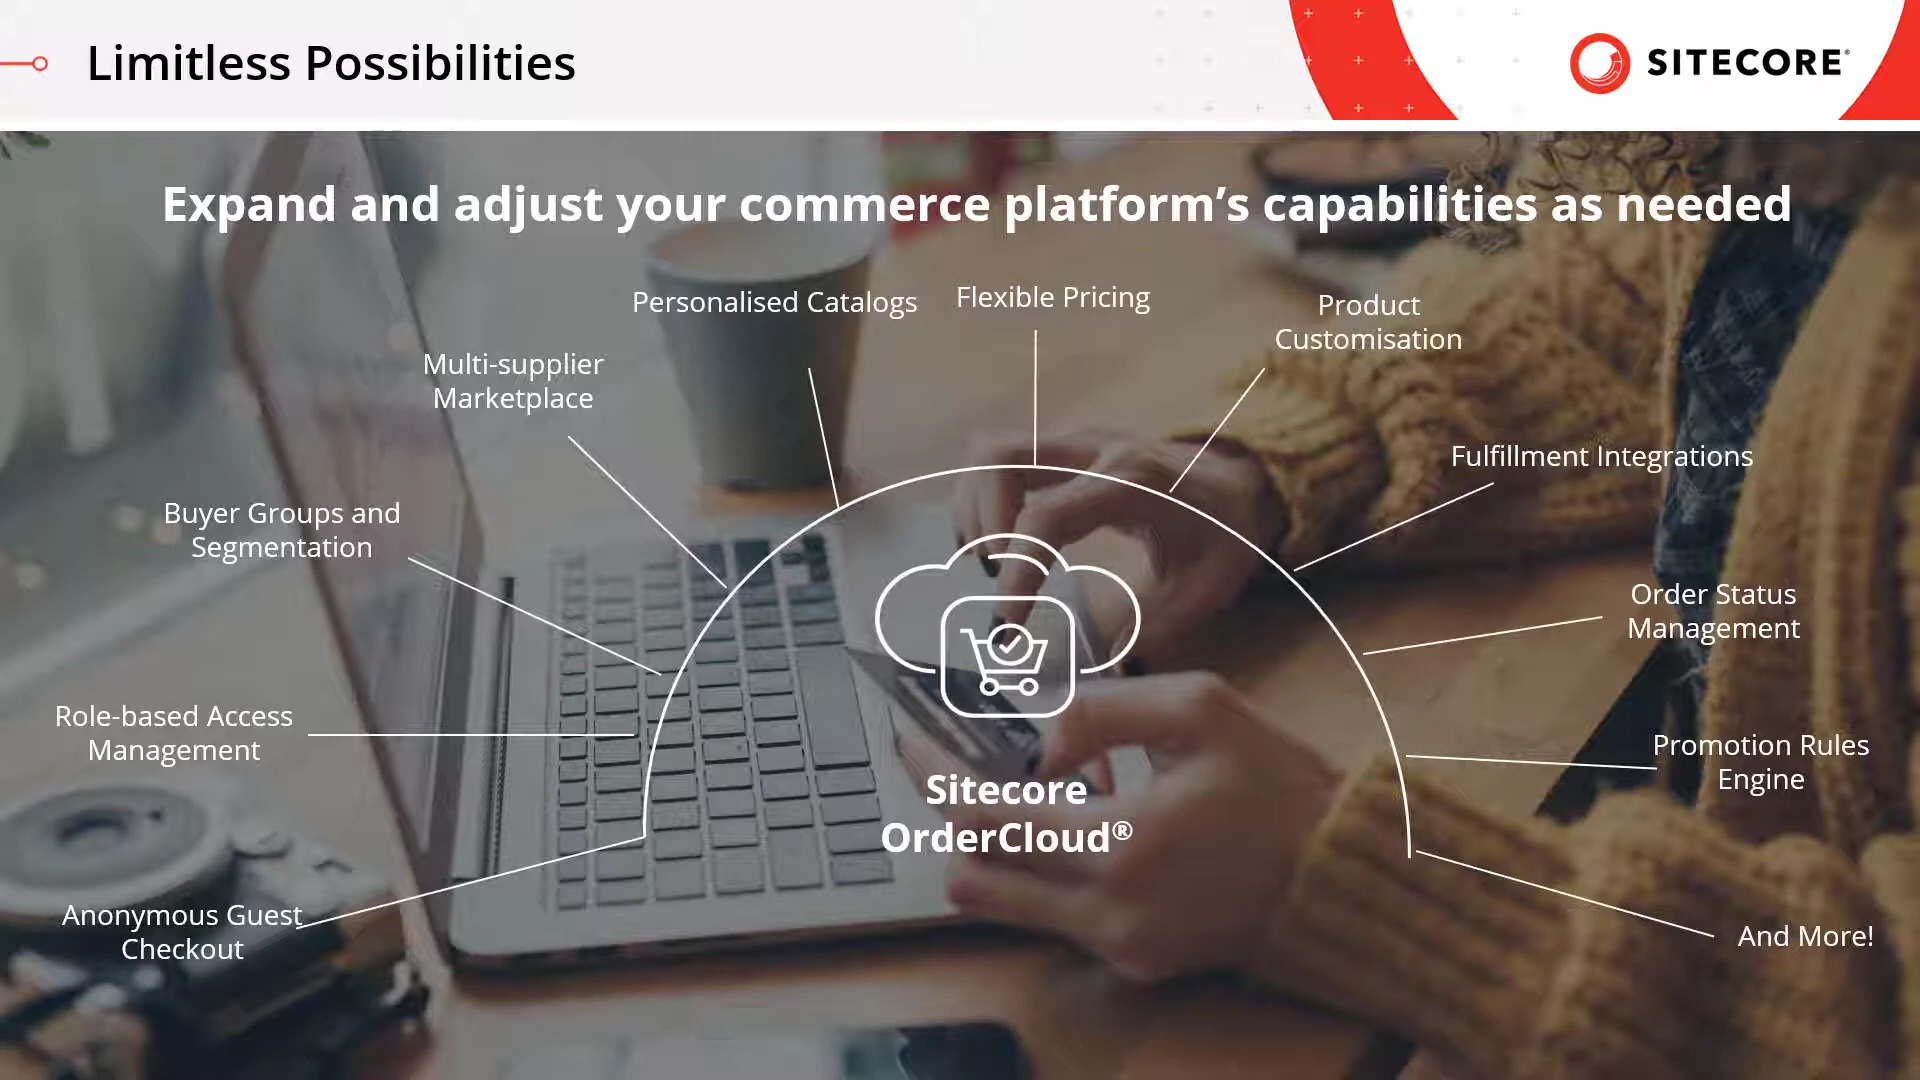 Limitless Possibilities
SITECORE®
Expand and adjust your commerce platform’s capabilities as needed
Personalised Catalogs
Flexible Pricing
Product
Customisation
Multi-supplier
Marketplace
Fulfillment Integrations
Buyer Groups and
Segmentation
Order Status
Management
Role-based Access
Management
Promotion Rules
Engine
Sitecore
OrderCloud®
Anonymous Guest
Checkout
And More!